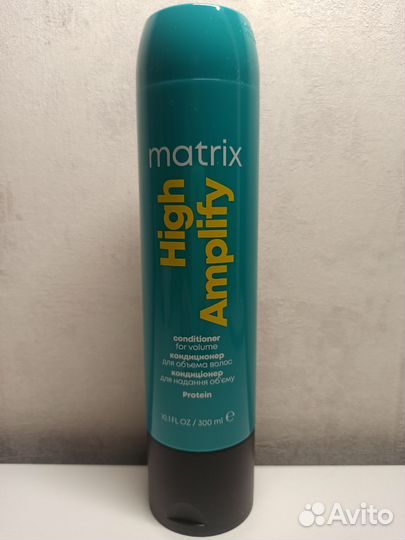 matrix
High
Amplify
conditioner
for volume
кондиционер
для объема волос
кондиціонер
для надання об'єму
Protein
10.1 FL OZ / 300 ml ℮
Avito